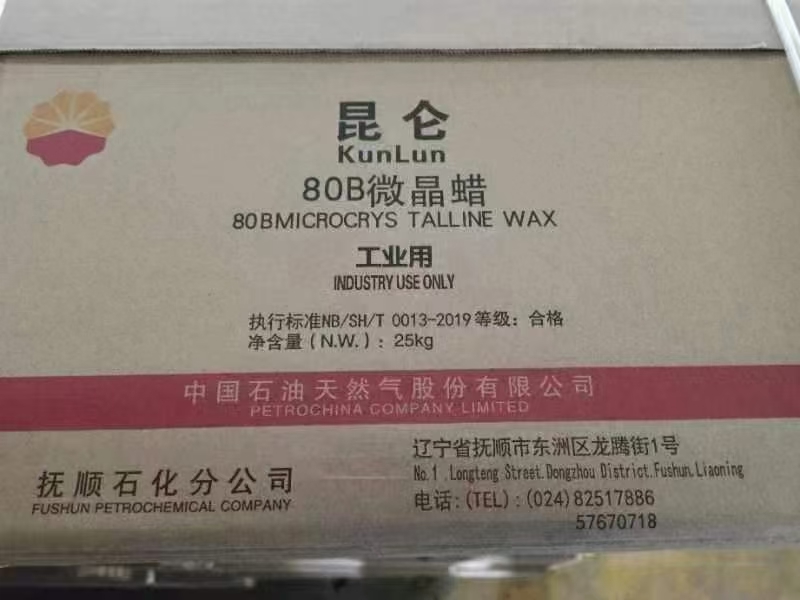 昆仑
KunLun
80B微晶蜡
80BMICROCRYS TALLINE WAX
工业用
INDUSTRY USE ONLY
执行标准NB/SH/T 0013-2019 等级：合格
净含量（N.W.）：25kg
中国石油天然气股份有限公司
PETROCHINA COMPANY LIMITED
抚顺石化分公司
FUSHUN PETROCHEMICAL COMPANY
辽宁省抚顺市东洲区龙腾街1号
No.1 .Longteng Street.Dongzhou District.Fushun.Liaoning
电话:(TEL):(024)82517886
57670718